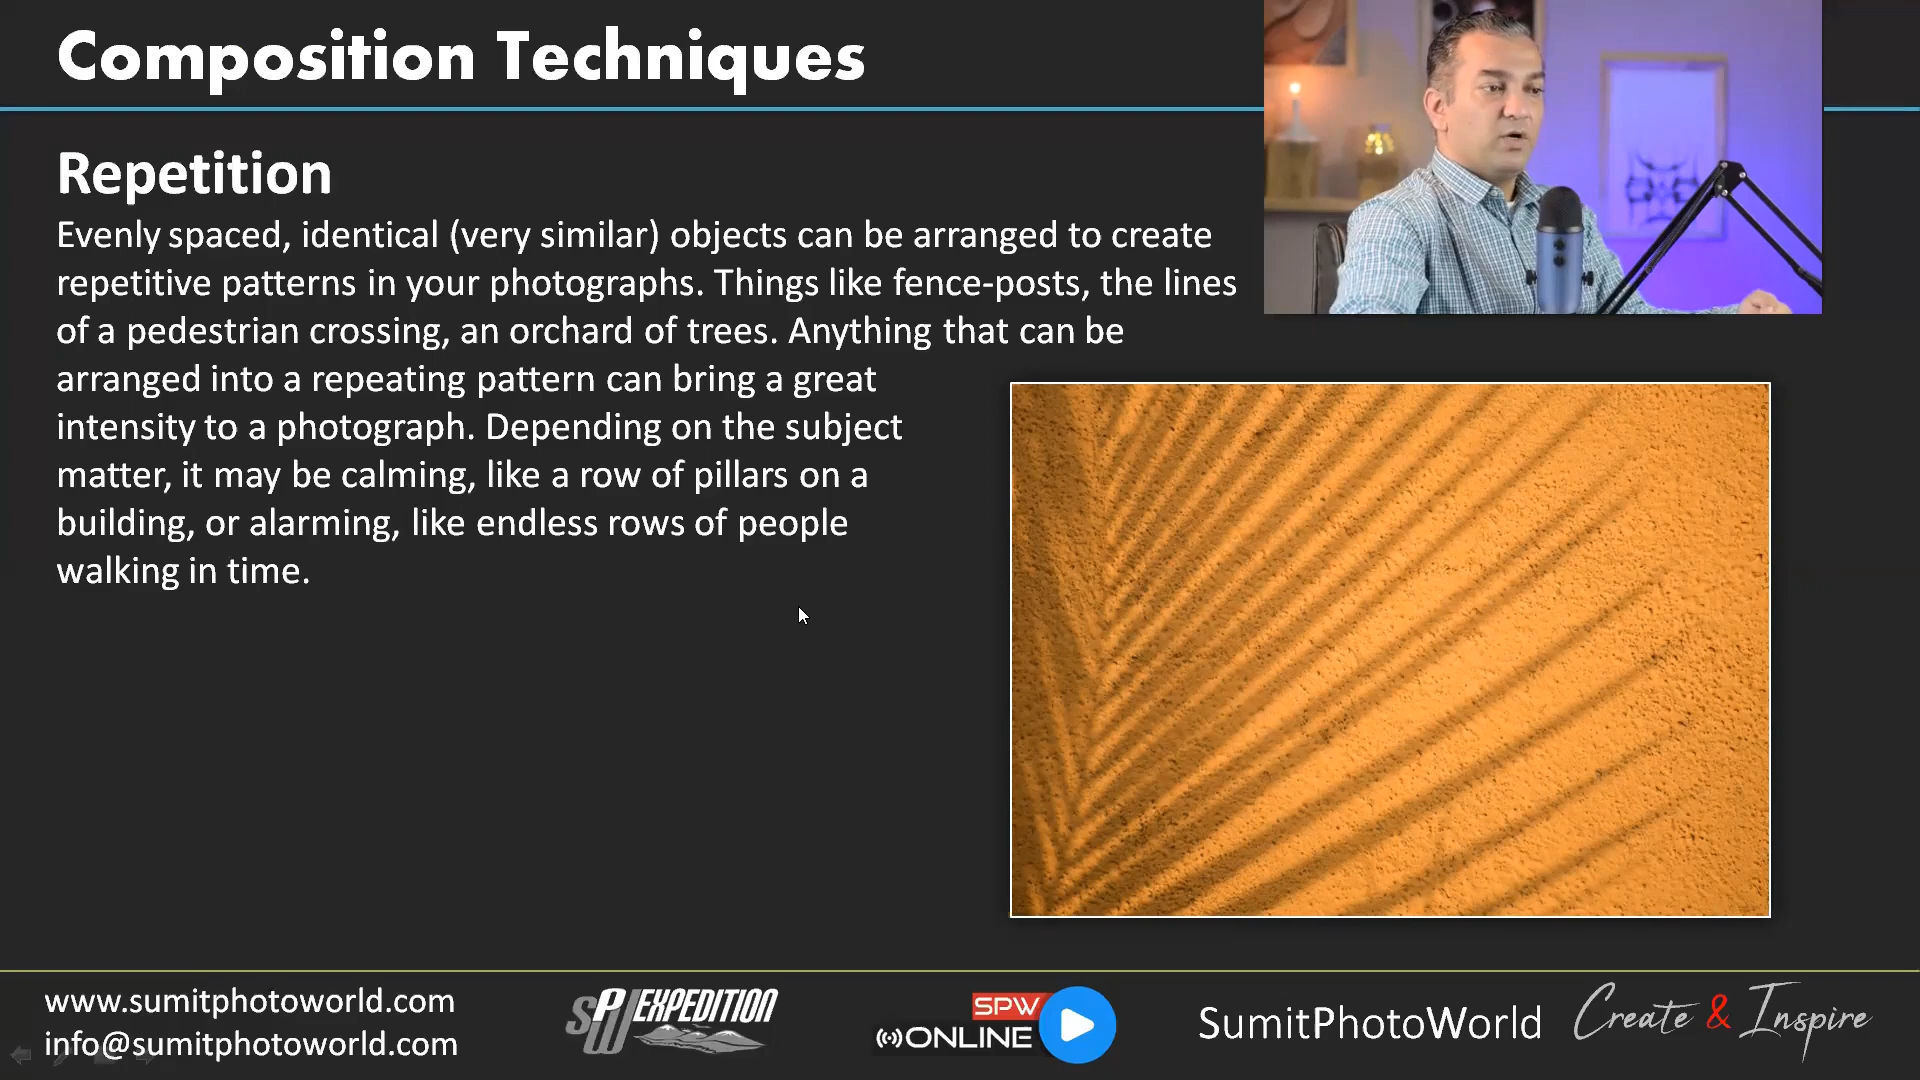 Composition Techniques
Repetition
Evenly spaced, identical (very similar) objects can be arranged to create
repetitive patterns in your photographs. Things like fence-posts, the lines
of a pedestrian crossing, an orchard of trees. Anything that can be
arranged into a repeating pattern can bring a great
intensity to a photograph. Depending on the subject
matter, it may be calming, like a row of pillars on a
building, or alarming, like endless rows of people
walking in time.
www.sumitphotoworld.com
info@sumitphotoworld.com
SPW EXPEDITION
SPW
ONLINE
SumitPhotoWorld
Create & Inspire